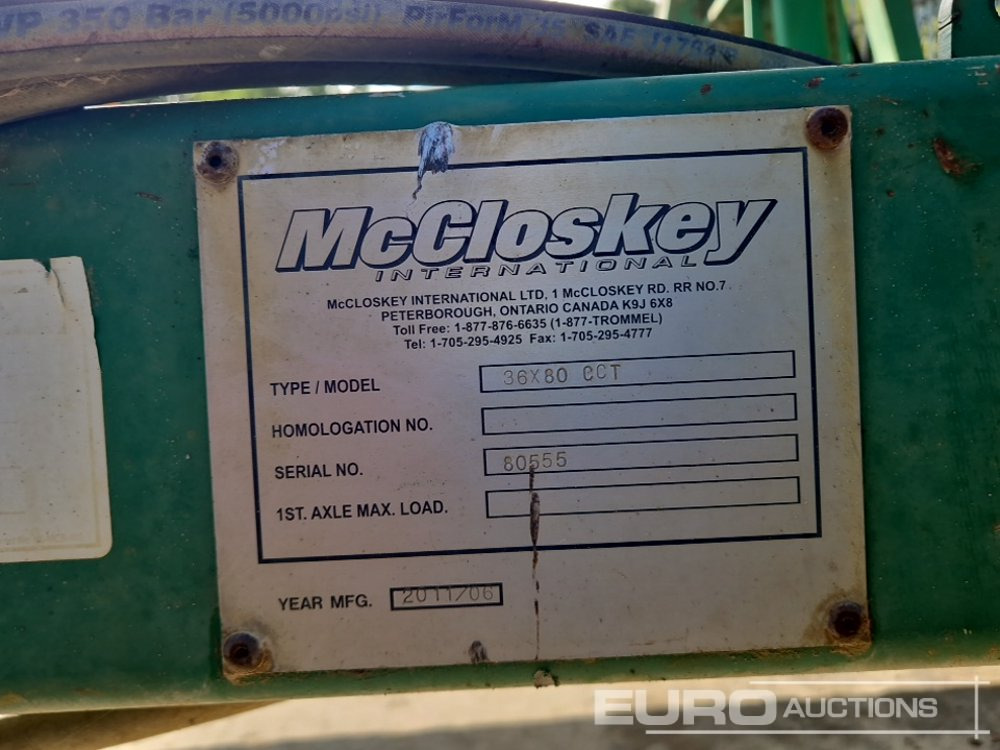 WP 350 Bar (5000psi) PirForM 25 SAE J1754
McCloskey
INTERNATIONAL
McCLOSKEY INTERNATIONAL LTD, 1 McCLOSKEY RD. RR NO.7
PETERBOROUGH, ONTARIO CANADA K9J 6X8
Toll Free: 1-877-876-6635 (1-877-TROMMEL)
Tel: 1-705-295-4925 Fax: 1-705-295-4777
TYPE / MODEL 36X80 CCT
HOMOLOGATION NO.
SERIAL NO. 80555
1ST. AXLE MAX. LOAD.
YEAR MFG. 2011/06
EURO AUCTIONS